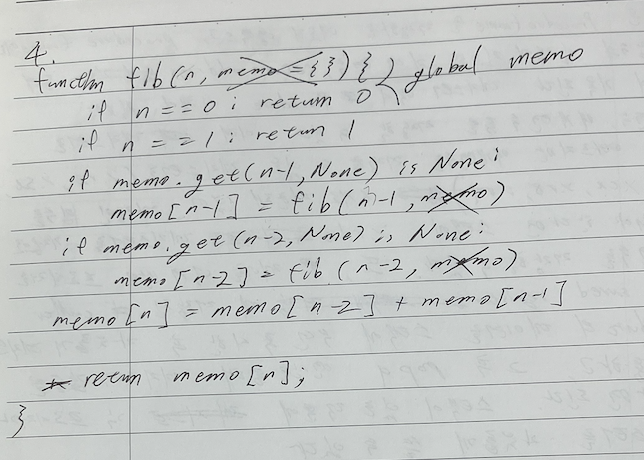 4.
function fib(n, memo = {}) { global memo
if n == 0 : return 0
if n == 1 : return 1
if memo.get(n-1, None) is None :
memo[n-1] = fib(n-1, memo)
if memo.get(n-2, None) is None :
memo[n-2] = fib(n-2, memo)
memo[n] = memo[n-2] + memo[n-1]
return memo[n];
}